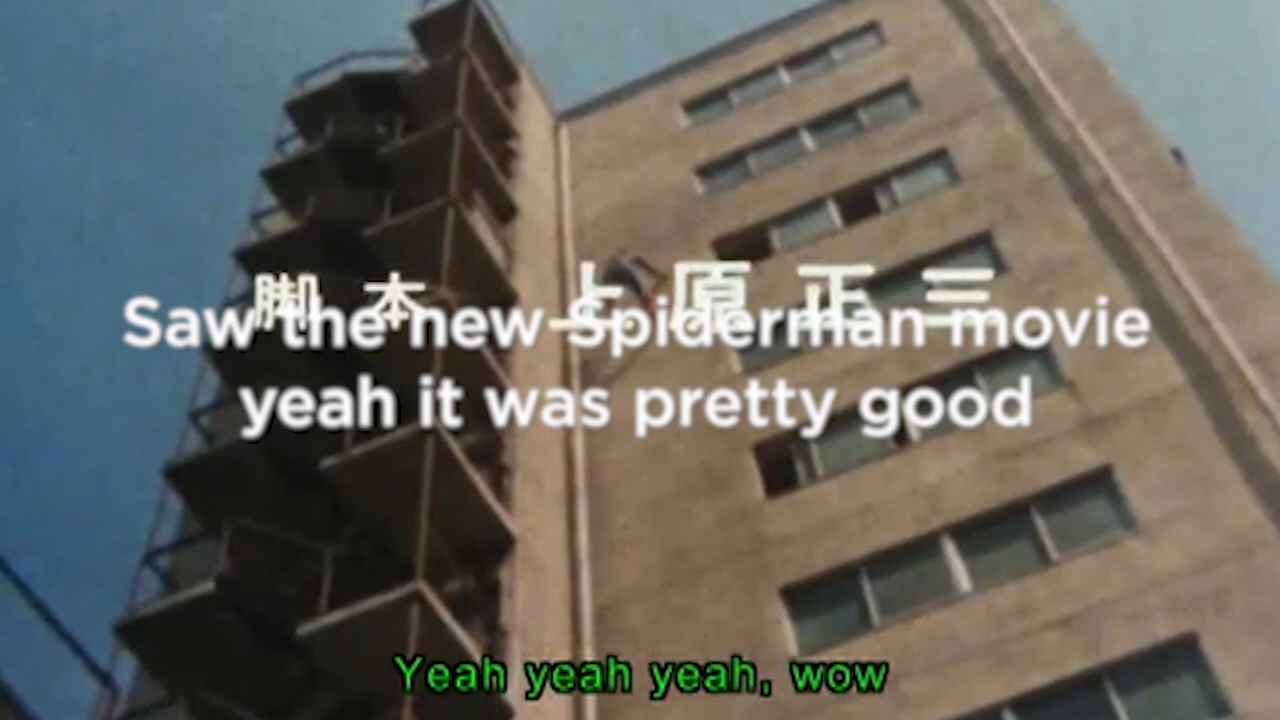 脚本 上原正三
Saw the new Spiderman movie
yeah it was pretty good
Yeah yeah yeah, wow